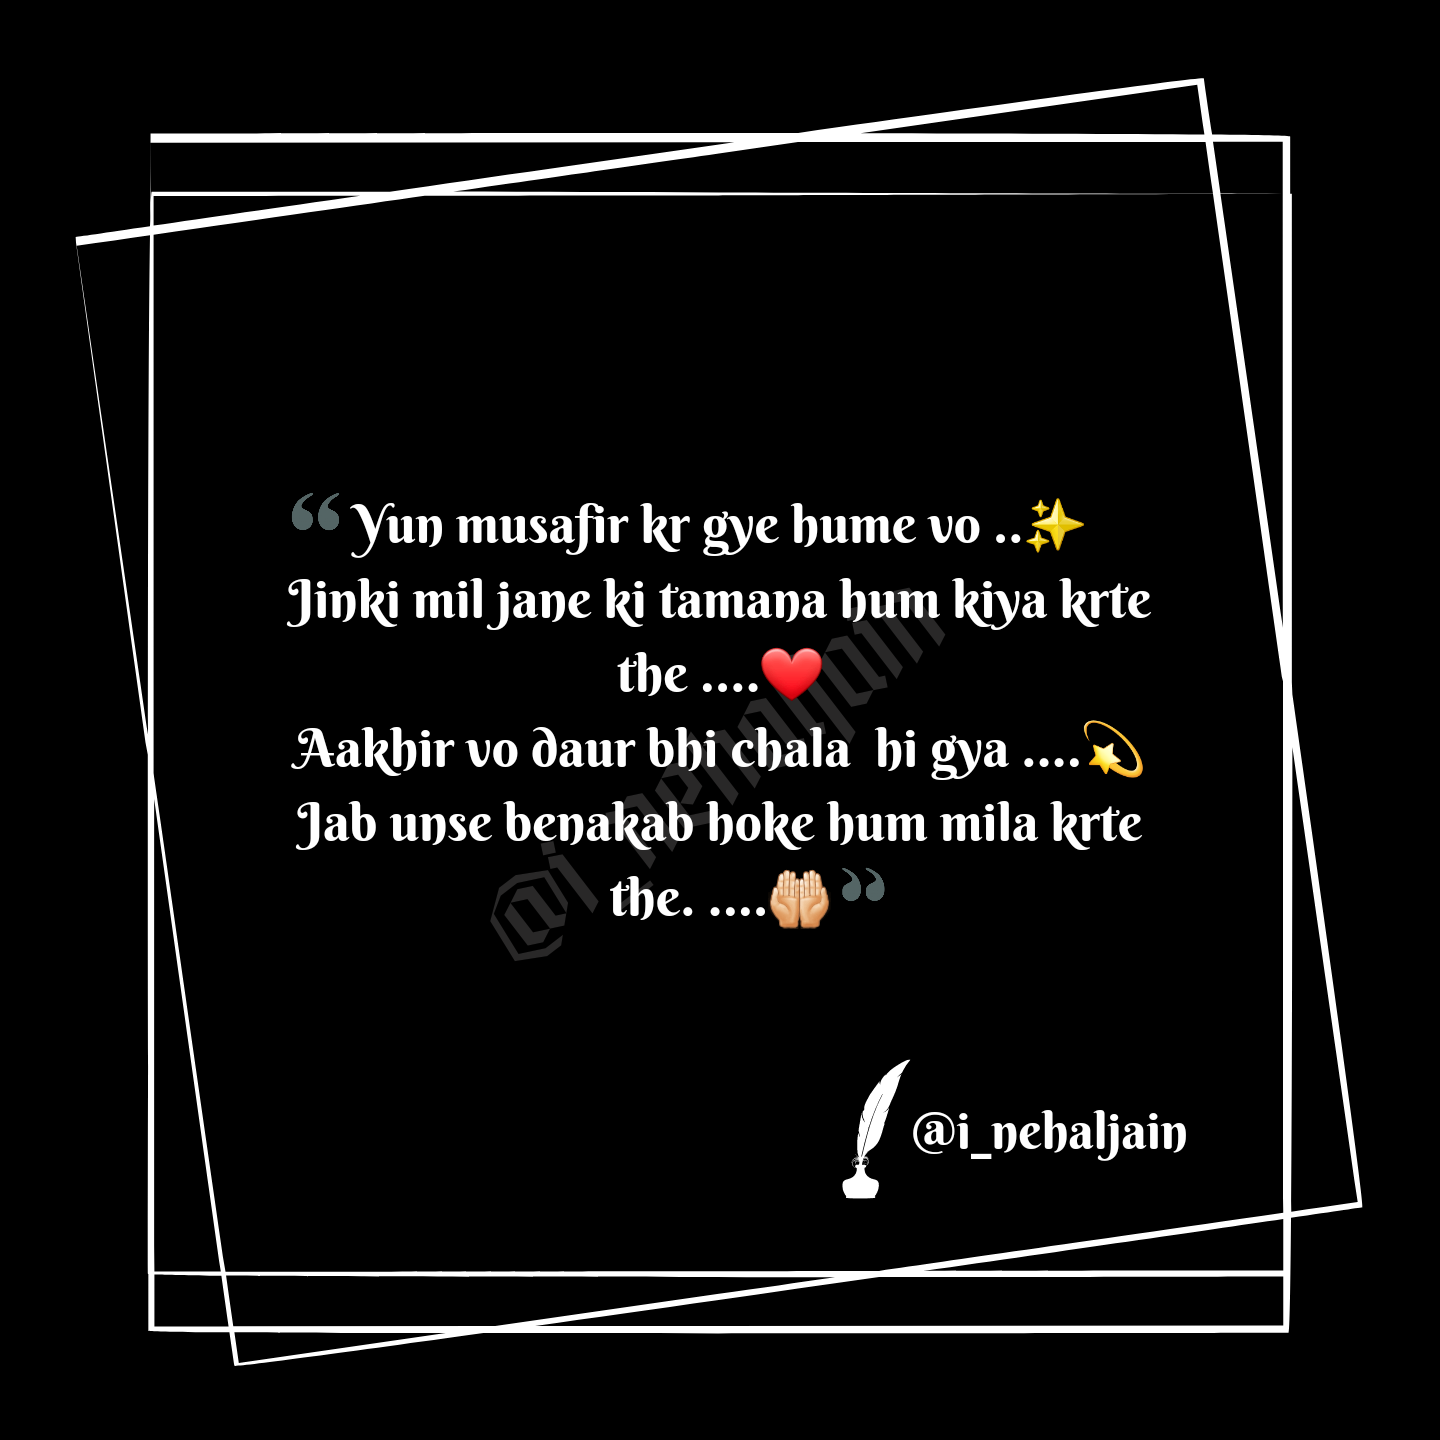 “Yun musafir kr gye hume vo ..✨
Jinki mil jane ki tamana hum kiya krte
the ....❤️
Aakhir vo daur bhi chala  hi gya ....💫
Jab unse benakab hoke hum mila krte
the. ....🤲🏻”
@i_nehaljain
@i_nehaljain